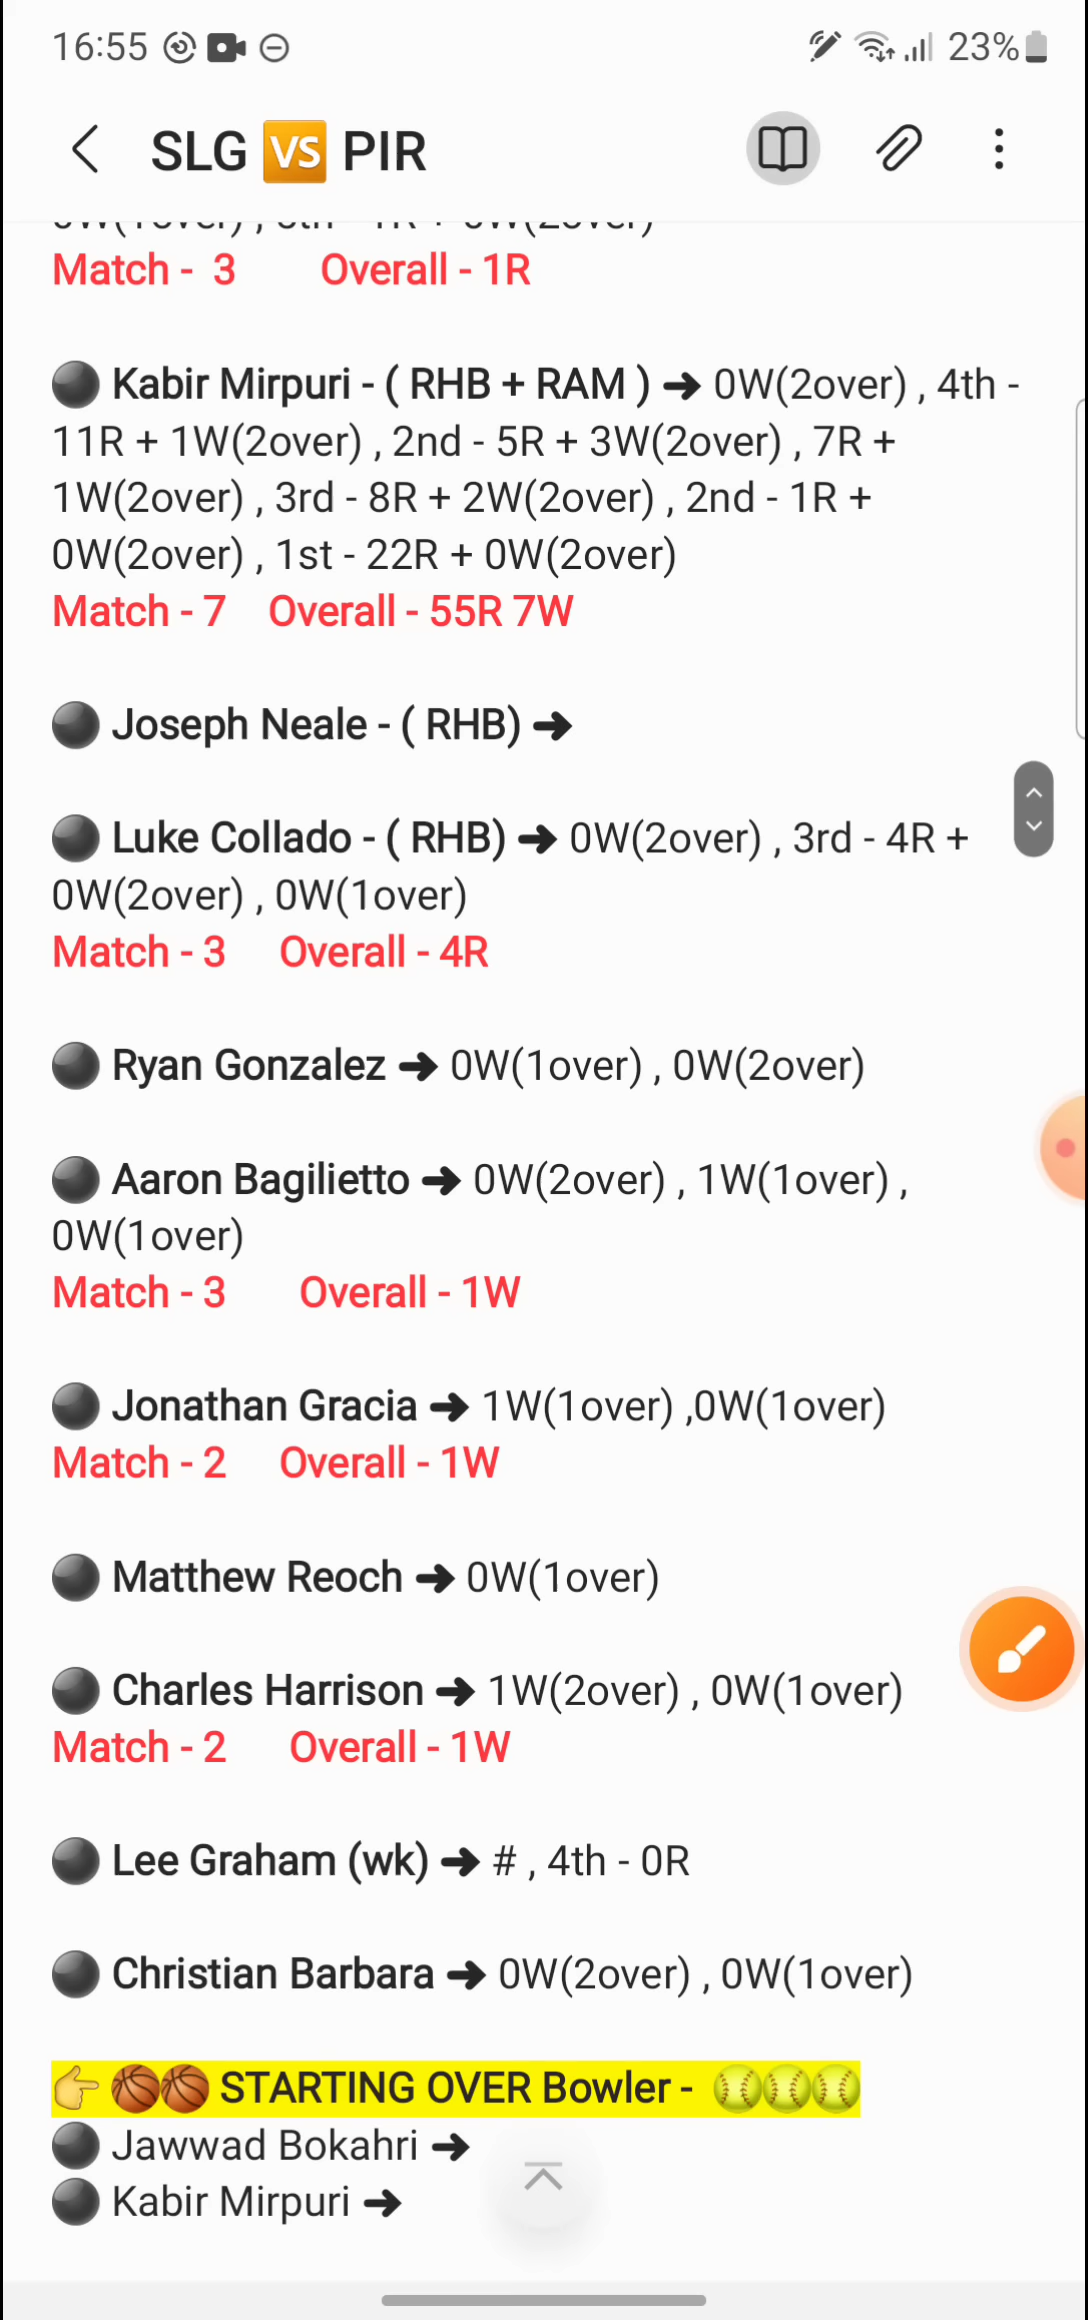 16:55 23%
SLG VS PIR
Match - 3 Overall - 1R
Kabir Mirpuri - ( RHB + RAM ) ➔ 0W(2over) , 4th -
11R + 1W(2over) , 2nd - 5R + 3W(2over) , 7R +
1W(2over) , 3rd - 8R + 2W(2over) , 2nd - 1R +
0W(2over) , 1st - 22R + 0W(2over)
Match - 7 Overall - 55R 7W
Joseph Neale - ( RHB) ➔
Luke Collado - ( RHB) ➔ 0W(2over) , 3rd - 4R +
0W(2over) , 0W(1over)
Match - 3 Overall - 4R
Ryan Gonzalez ➔ 0W(1over) , 0W(2over)
Aaron Bagilietto ➔ 0W(2over) , 1W(1over) ,
0W(1over)
Match - 3 Overall - 1W
Jonathan Gracia ➔ 1W(1over) ,0W(1over)
Match - 2 Overall - 1W
Matthew Reoch ➔ 0W(1over)
Charles Harrison ➔ 1W(2over) , 0W(1over)
Match - 2 Overall - 1W
Lee Graham (wk) ➔ # , 4th - 0R
Christian Barbara ➔ 0W(2over) , 0W(1over)
👉🏀🏀 STARTING OVER Bowler - 🥎🥎🥎
Jawwad Bokahri ➔
Kabir Mirpuri ➔